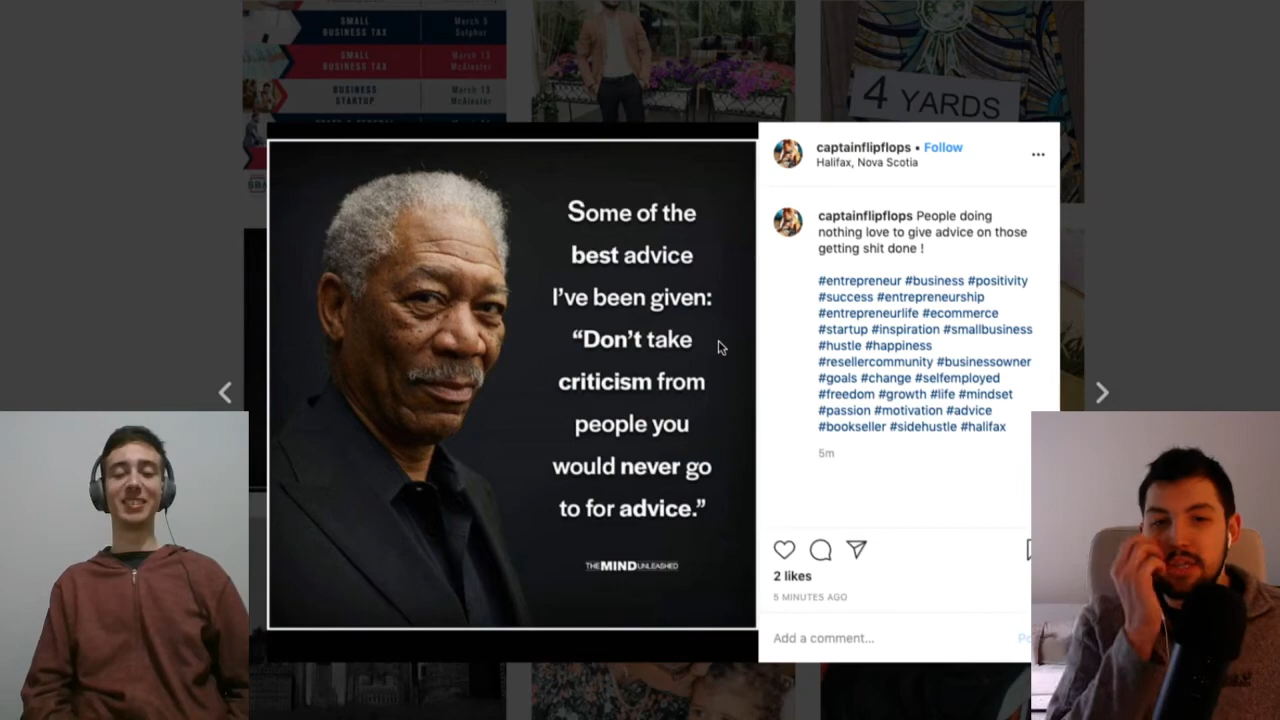 SMALL
BUSINESS TAX
March 5
Sulphur
SMALL
BUSINESS TAX
March 13
McAlester
BUSINESS
STARTUP
March 13
McAlester
4 YARDS
Some of the
best advice
I've been given:
“Don't take
criticism from
people you
would never go
to for advice.”
THE MIND UNLEASHED
captainflipflops • Follow
Halifax, Nova Scotia
captainflipflops People doing
nothing love to give advice on those
getting shit done !
#entrepreneur #business #positivity
#success #entrepreneurship
#entrepreneurlife #ecommerce
#startup #inspiration #smallbusiness
#hustle #happiness
#resellercommunity #businessowner
#goals #change #selfemployed
#freedom #growth #life #mindset
#passion #motivation #advice
#bookseller #sidehustle #halifax
5m
2 likes
5 MINUTES AGO
Add a comment...